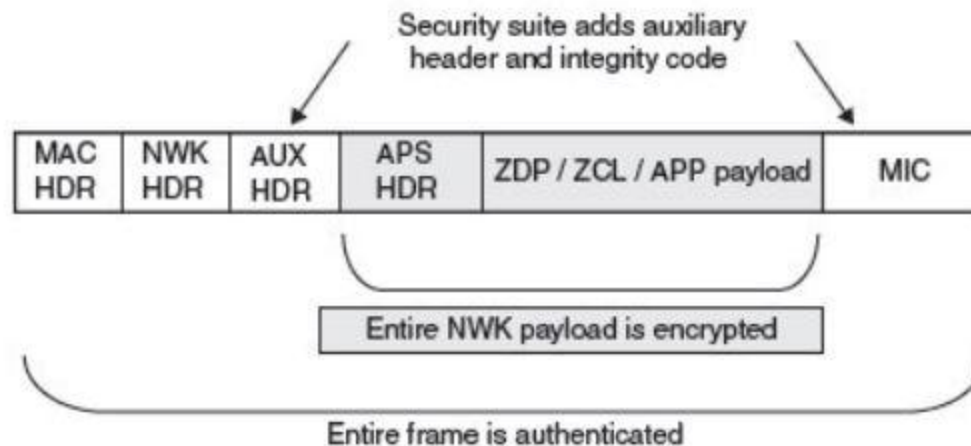 Security suite adds auxiliary
header and integrity code
MAC
HDR
NWK
HDR
AUX
HDR
APS
HDR
ZDP / ZCL / APP payload
MIC
Entire NWK payload is encrypted
Entire frame is authenticated